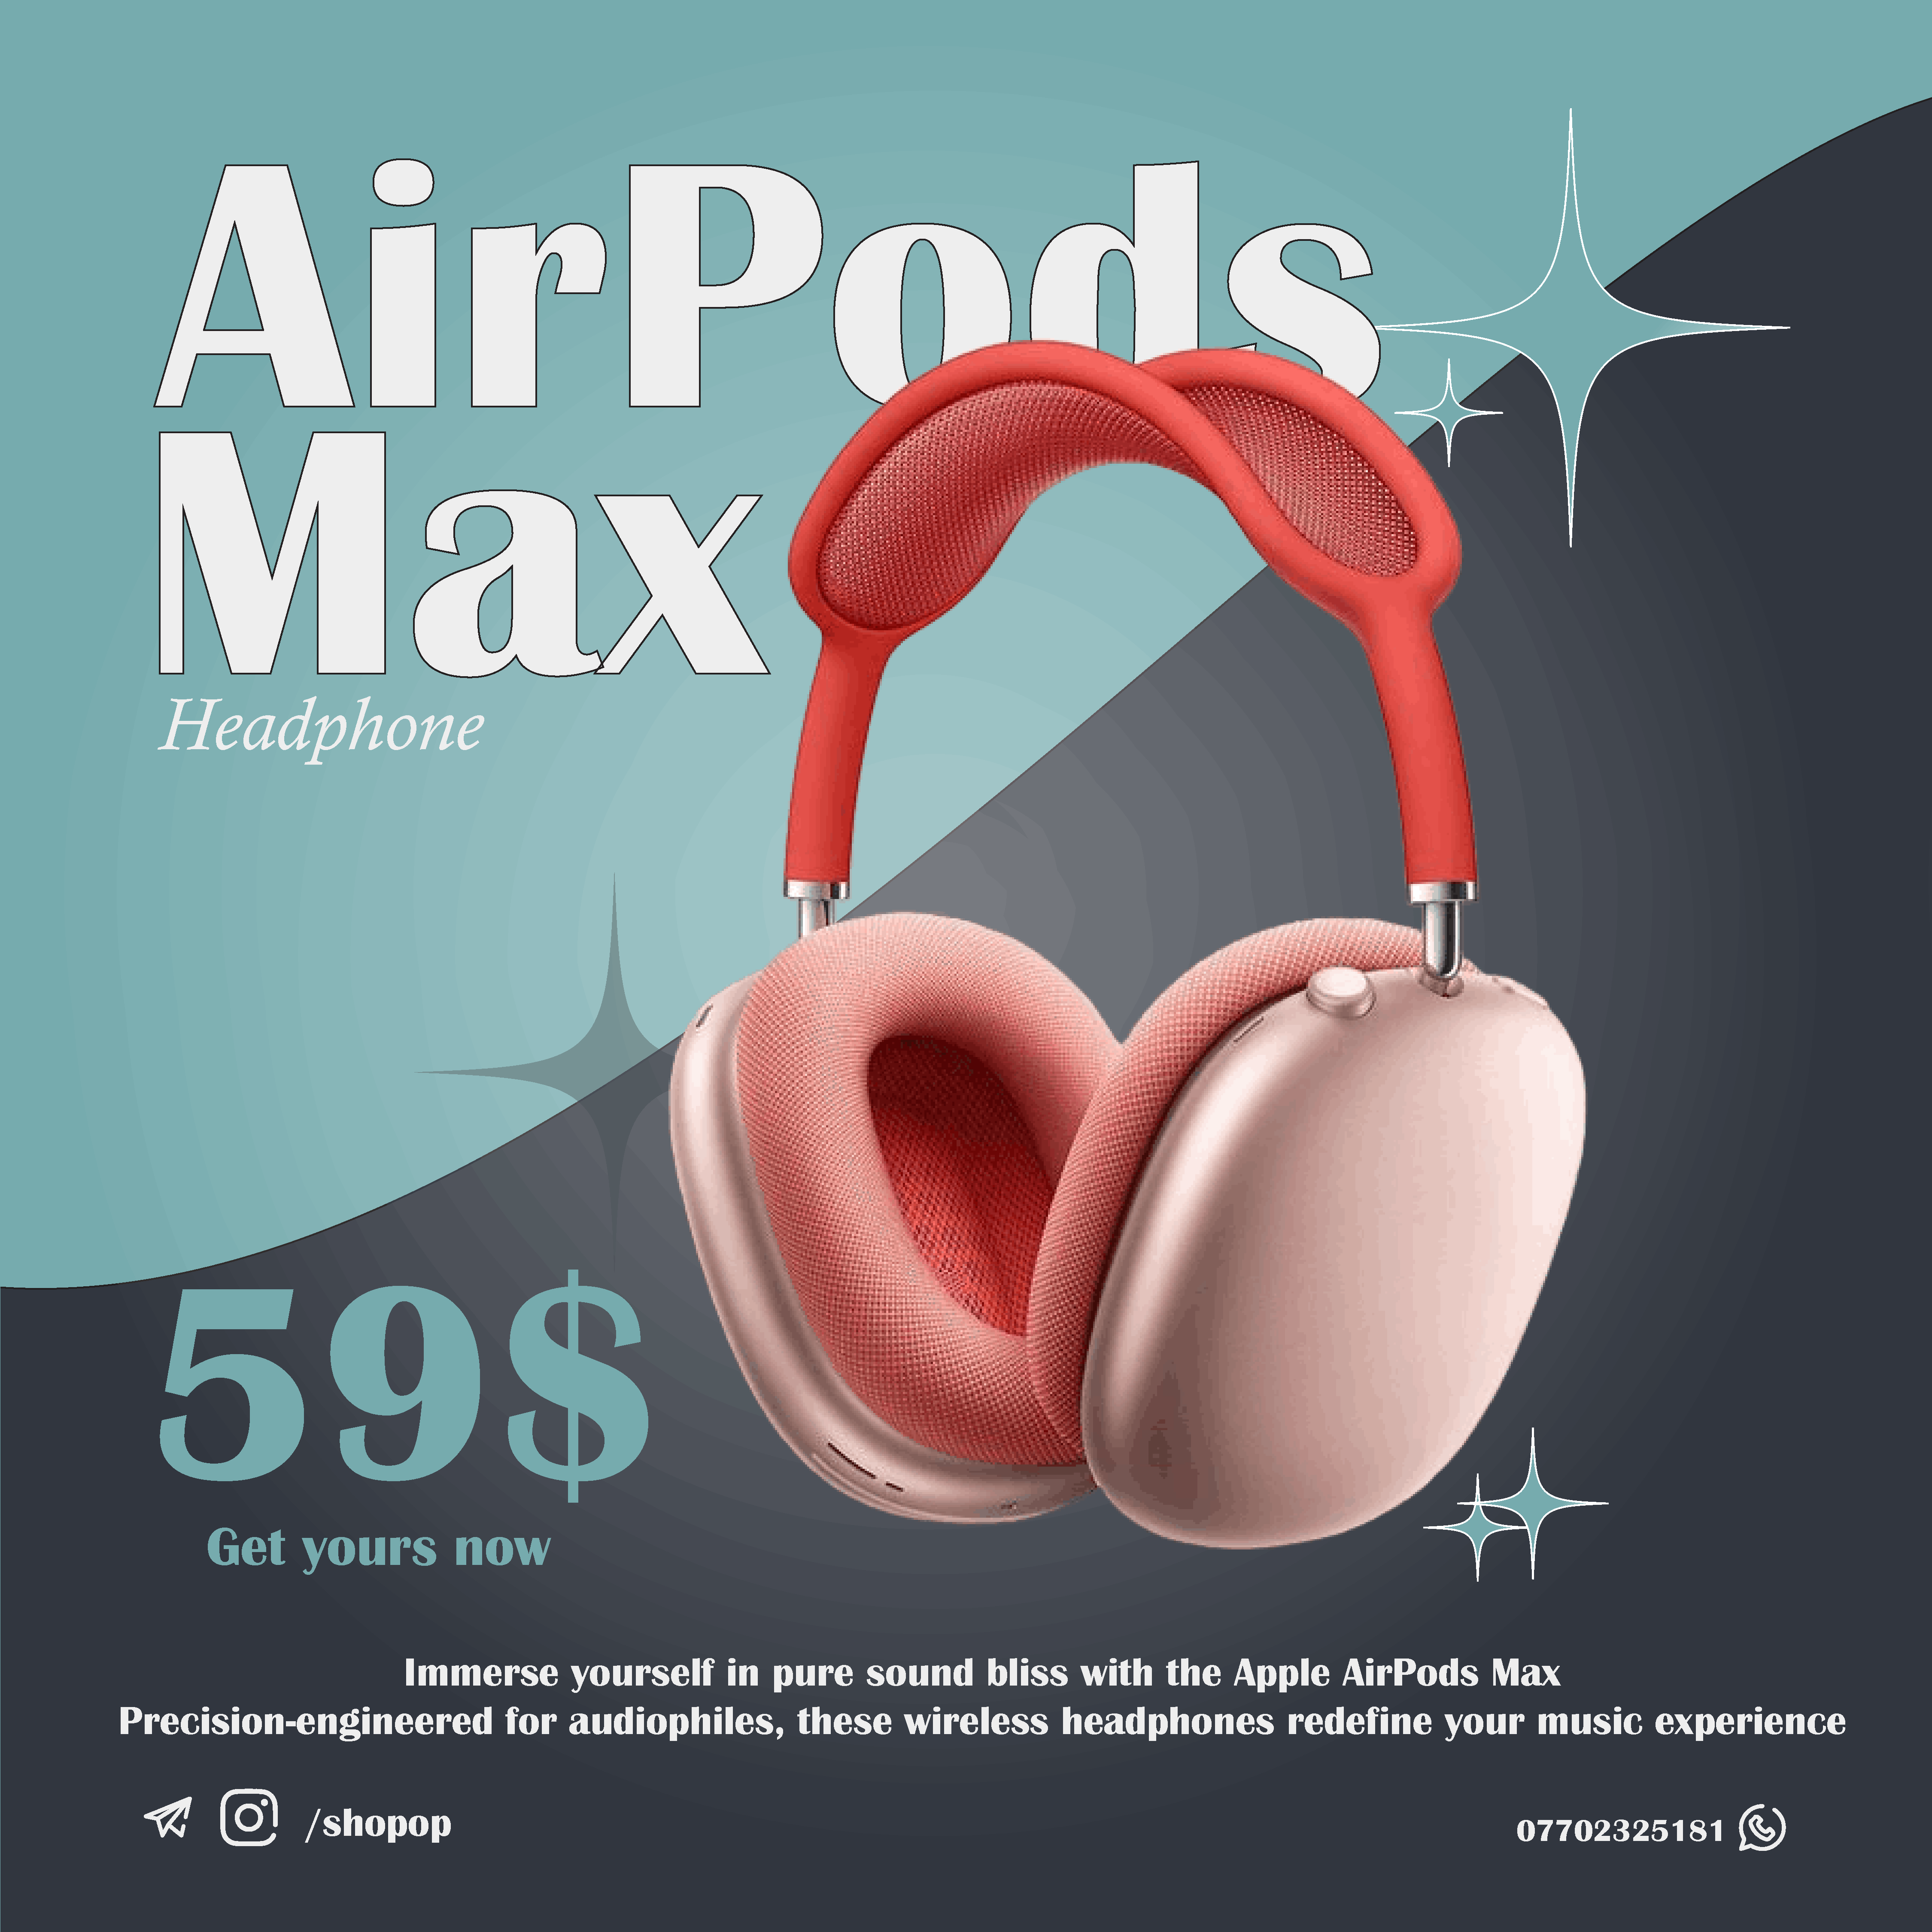 AirPods
Max
Headphone
59$
Get yours now
Immerse yourself in pure sound bliss with the Apple AirPods Max
Precision-engineered for audiophiles, these wireless headphones redefine your music experience
/shopop
07702325181